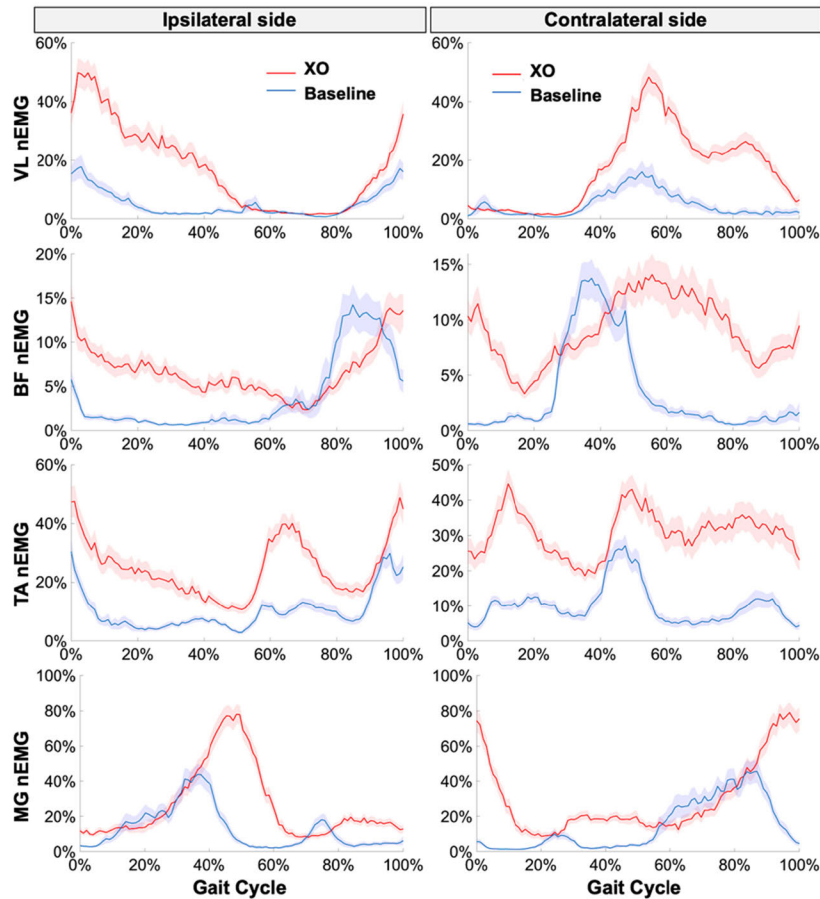 Ipsilateral side Contralateral side
60% 60%
XO XO
Baseline Baseline
40% 40%
VL nEMG
20% 20%
0% 0%
0% 20% 40% 60% 80% 100% 0% 20% 40% 60% 80% 100%
20% 15%
15%
10%
BF nEMG
10%
5%
5%
0% 0%
0% 20% 40% 60% 80% 100% 0% 20% 40% 60% 80% 100%
60% 50%
40%
40%
30%
TA nEMG
20%
20%
10%
0% 0%
0% 20% 40% 60% 80% 100% 0% 20% 40% 60% 80% 100%
100% 100%
80% 80%
60% 60%
MG nEMG
40% 40%
20% 20%
0% 0%
0% 20% 40% 60% 80% 100% 0% 20% 40% 60% 80% 100%
Gait Cycle Gait Cycle